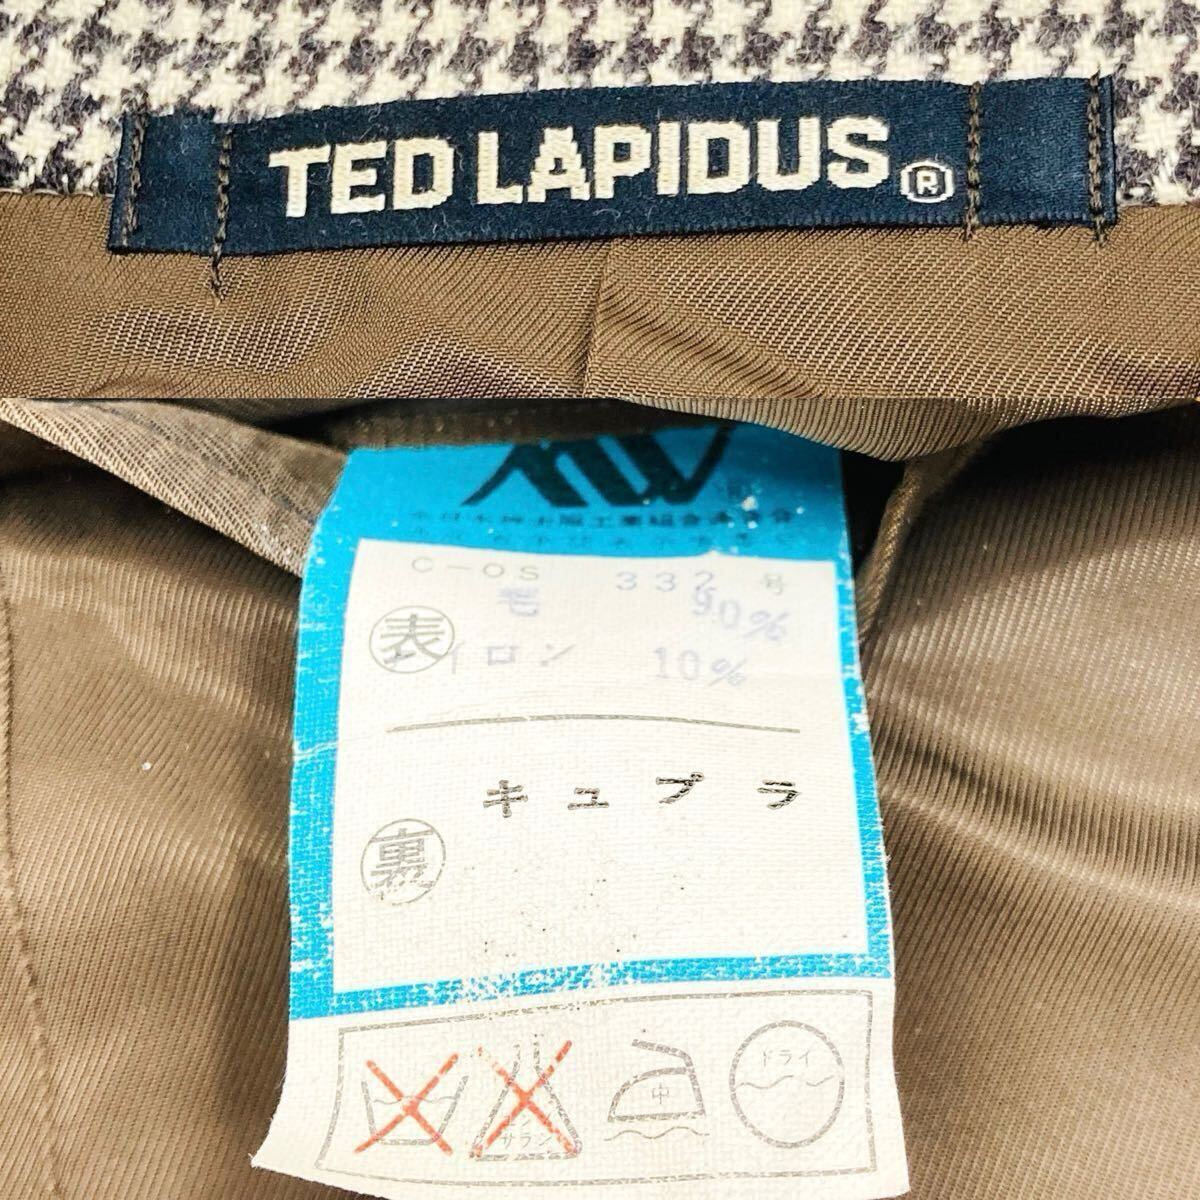 TED LAPIDUS®
C-OS 332 号
表
毛 90%
ナイロン 10%
キュプラ
裏
エンソ
サラシ
中
ドライ